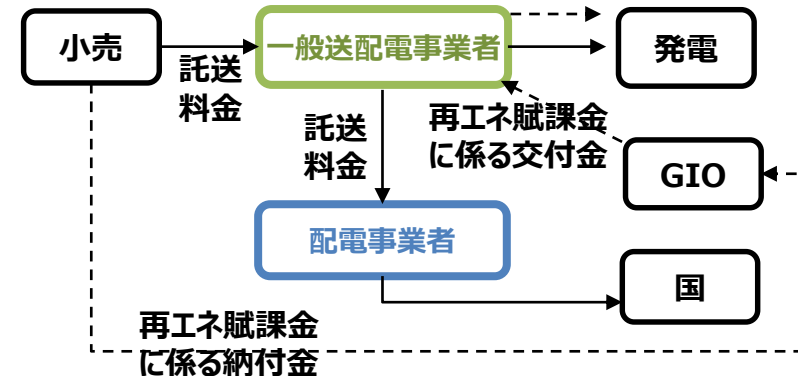 小売
託送
料金
一般送配電事業者
発電
託送
料金
再エネ賦課金
に係る交付金
GIO
配電事業者
国
再エネ賦課金
に係る納付金